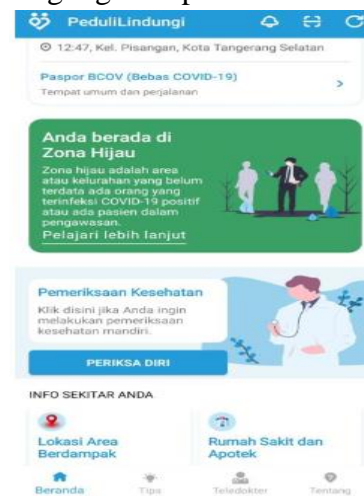 PeduliLindungi
12:47, Kel. Pisangan, Kota Tangerang Selatan
Paspor BCOV (Bebas COVID-19)
Tempat umum dan perjalanan
Anda berada di
Zona Hijau
Zona hijau adalah area
atau kelurahan yang belum
terdata ada orang yang
terinfeksi COVID-19 positif
atau ada pasien dalam
pengawasan.
Pelajari lebih lanjut
Pemeriksaan Kesehatan
Klik disini jika Anda ingin
melakukan pemeriksaan
kesehatan mandiri.
PERIKSA DIRI
INFO SEKITAR ANDA
Lokasi Area
Berdampak
Rumah Sakit dan
Apotek
Beranda
Tips
Teledokter
Tentang